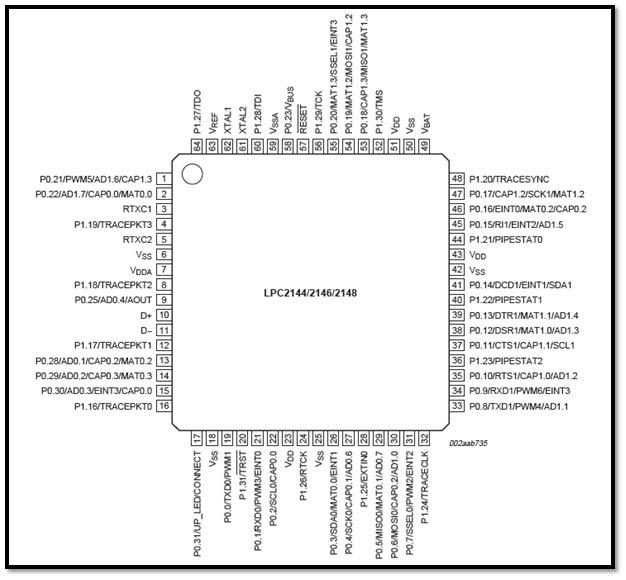 P1.27/TDO
VREF
XTAL1
XTAL2
P1.28/TDI
VSSA
P0.23/VBUS
RESET
P1.29/TCK
P0.20/MAT1.3/SSEL1/EINT3
P0.19/MAT1.2/MOSI1/CAP1.2
P0.18/CAP1.3/MISO1/MAT1.3
P1.30/TMS
VDD
VSS
VBAT
64 63 62 61 60 59 58 57 56 55 54 53 52 51 50 49
P0.21/PWM5/AD1.6/CAP1.3 1
P0.22/AD1.7/CAP0.0/MAT0.0 2
RTXC1 3
P1.19/TRACEPKT3 4
RTXC2 5
VSS 6
VDDA 7
P1.18/TRACEPKT2 8
P0.25/AD0.4/AOUT 9
D+ 10
D− 11
P1.17/TRACEPKT1 12
P0.28/AD0.1/CAP0.2/MAT0.2 13
P0.29/AD0.2/CAP0.3/MAT0.3 14
P0.30/AD0.3/EINT3/CAP0.0 15
P1.16/TRACEPKT0 16
LPC2144/2146/2148
48 P1.20/TRACESYNC
47 P0.17/CAP1.2/SCK1/MAT1.2
46 P0.16/EINT0/MAT0.2/CAP0.2
45 P0.15/RI1/EINT2/AD1.5
44 P1.21/PIPESTAT0
43 VDD
42 VSS
41 P0.14/DCD1/EINT1/SDA1
40 P1.22/PIPESTAT1
39 P0.13/DTR1/MAT1.1/AD1.4
38 P0.12/DSR1/MAT1.0/AD1.3
37 P0.11/CTS1/CAP1.1/SCL1
36 P1.23/PIPESTAT2
35 P0.10/RTS1/CAP1.0/AD1.2
34 P0.9/RXD1/PWM6/EINT3
33 P0.8/TXD1/PWM4/AD1.1
17 18 19 20 21 22 23 24 25 26 27 28 29 30 31 32
P0.31/UP_LED/CONNECT
VSS
P0.0/TXD0/PWM1
P1.31/TRST
P0.1/RXD0/PWM3/EINT0
P0.2/SCL0/CAP0.0
VDD
P1.26/RTCK
VSS
P0.3/SDA0/MAT0.0/EINT1
P0.4/SCK0/CAP0.1/AD0.6
P1.25/EXTIN0
P0.5/MISO0/MAT0.1/AD0.7
P0.6/MOSI0/CAP0.2/AD1.0
P0.7/SSEL0/PWM2/EINT2
P1.24/TRACECLK
002aab735